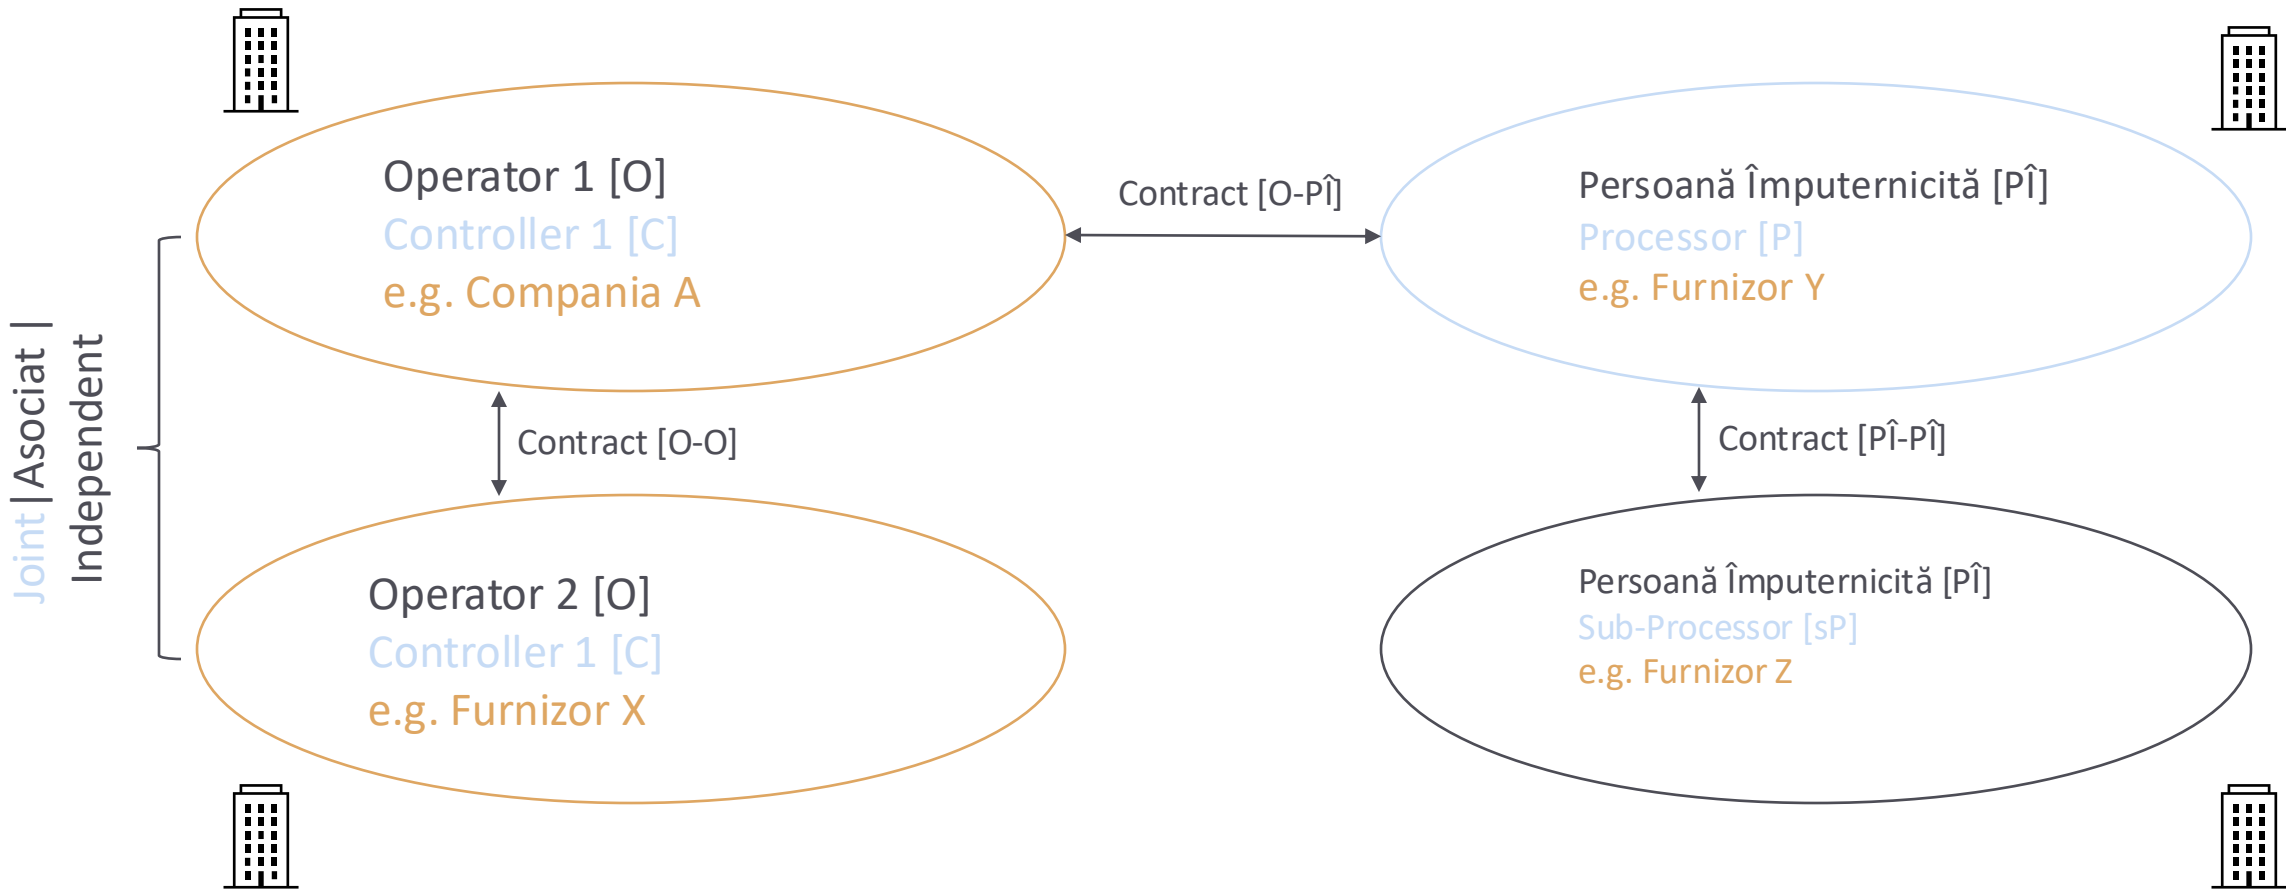 Operator 1 [O]
Controller 1 [C]
e.g. Compania A
Contract [O-PÎ]
Persoană Împuternicită [PÎ]
Processor [P]
e.g. Furnizor Y
Joint|Asociat|
Independent
Contract [O-O]
Contract [PÎ-PÎ]
Operator 2 [O]
Controller 1 [C]
e.g. Furnizor X
Persoană Împuternicită [PÎ]
Sub-Processor [sP]
e.g. Furnizor Z